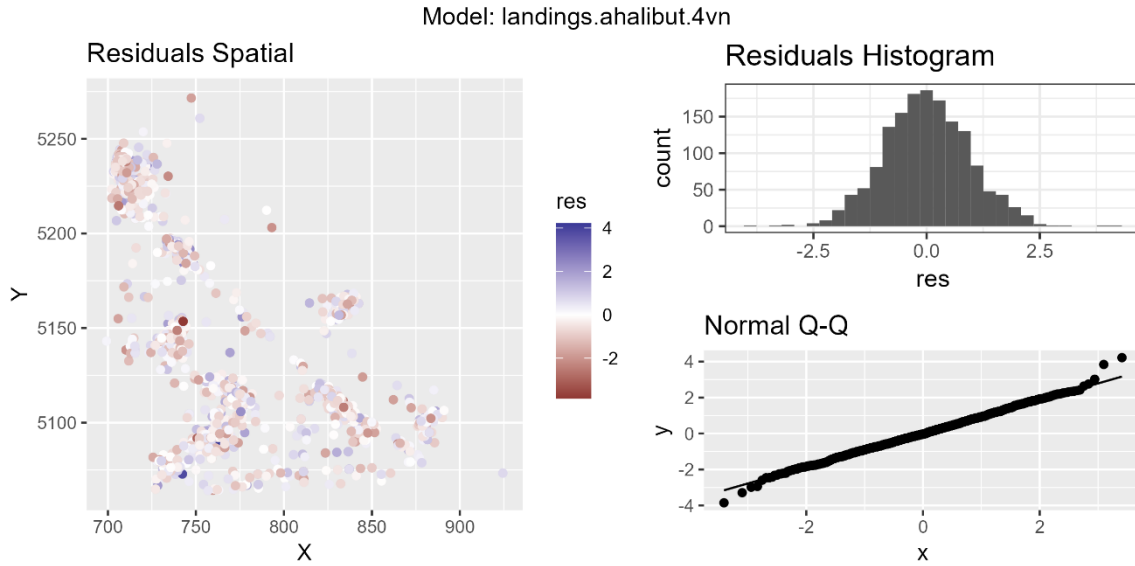 Model: landings.ahalibut.4vn
Residuals Spatial
Y
5250
5200
5150
5100
700
750
800
850
900
X
res
4
2
0
-2
Residuals Histogram
count
150
100
50
0
-2.5
0.0
2.5
res
Normal Q-Q
y
4
2
0
-2
-4
-2
0
2
x